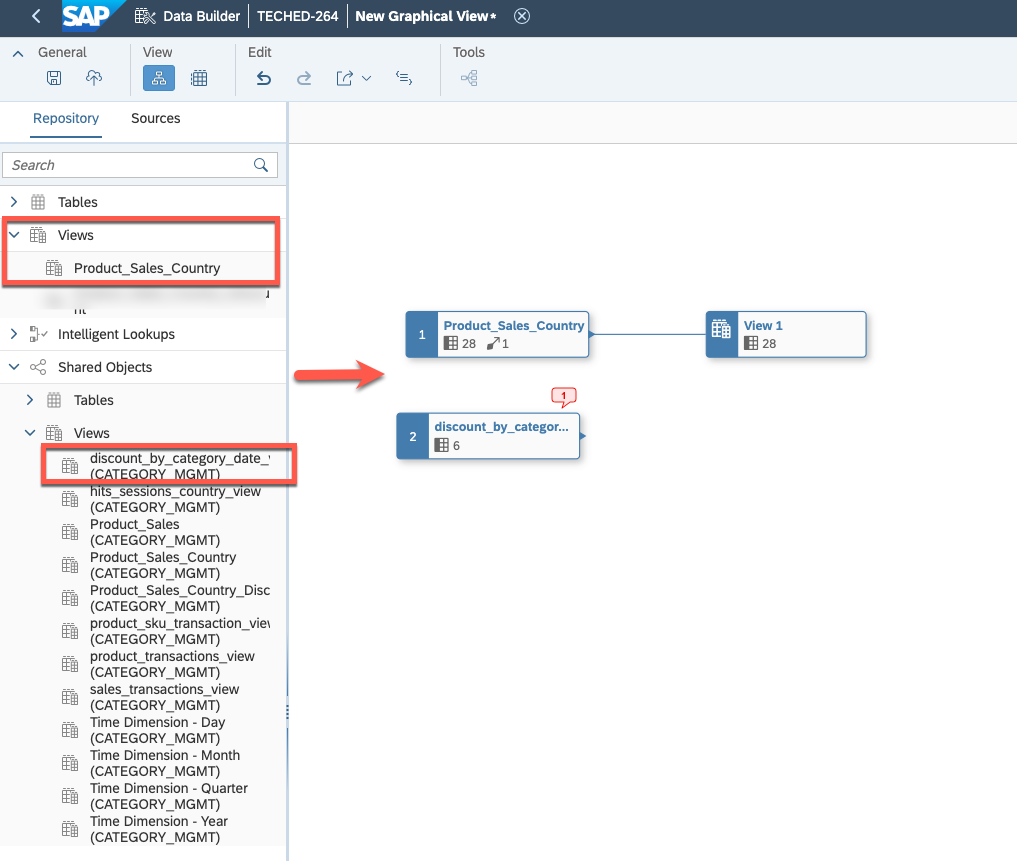 SAP Data Builder TECHED-264 New Graphical View*
General View Edit Tools
Repository Sources
Search
Tables
Views
Product_Sales_Country
nt
Intelligent Lookups
Shared Objects
Tables
Views
discount_by_category_date_
(CATEGORY_MGMT)
hits_sessions_country_view
(CATEGORY_MGMT)
Product_Sales
(CATEGORY_MGMT)
Product_Sales_Country
(CATEGORY_MGMT)
Product_Sales_Country_Disc
(CATEGORY_MGMT)
product_sku_transaction_view
(CATEGORY_MGMT)
product_transactions_view
(CATEGORY_MGMT)
sales_transactions_view
(CATEGORY_MGMT)
Time Dimension - Day
(CATEGORY_MGMT)
Time Dimension - Month
(CATEGORY_MGMT)
Time Dimension - Quarter
(CATEGORY_MGMT)
Time Dimension - Year
(CATEGORY_MGMT)
1 Product_Sales_Country
28 1
View 1
28
1
2 discount_by_categor...
6